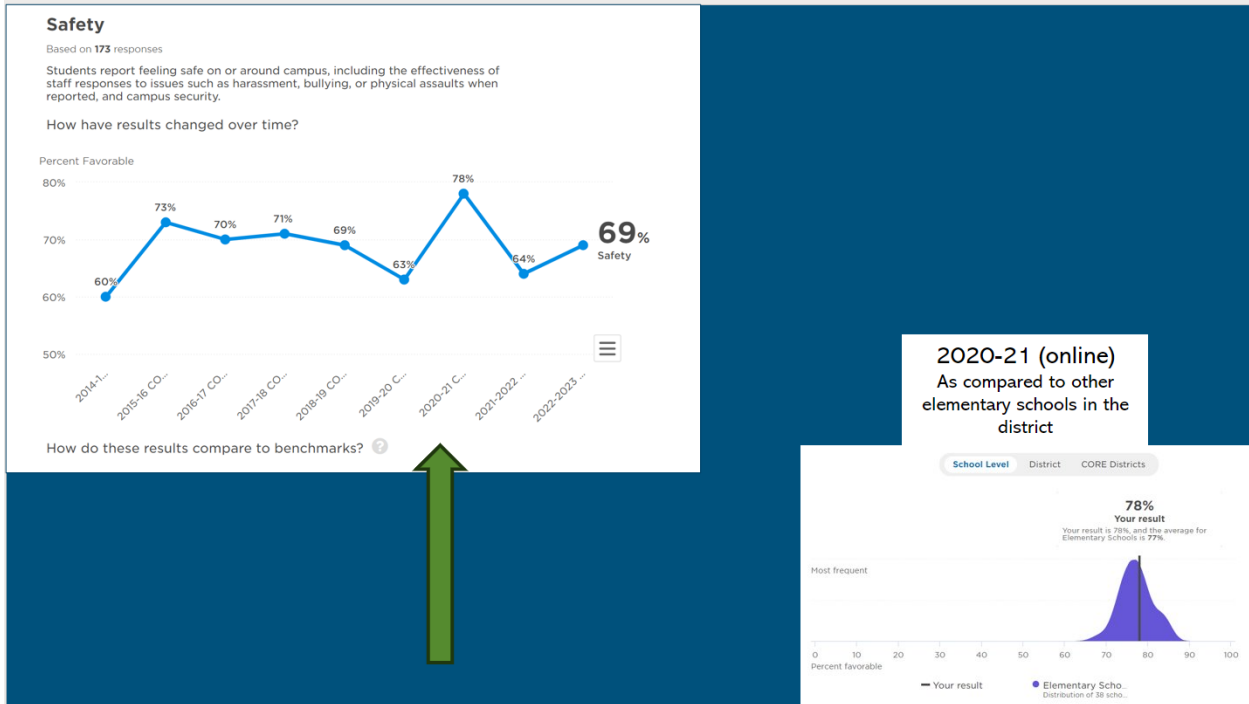 Safety
Based on 173 responses
Students report feeling safe on or around campus, including the effectiveness of
staff responses to issues such as harassment, bullying, or physical assaults when
reported, and campus security.
How have results changed over time?
Percent Favorable
80%
70%
60%
50%
60%
73%
70%
71%
69%
63%
78%
64%
69%
Safety
2014-1...
2015-16 CO...
2016-17 CO...
2017-18 CO...
2018-19 CO...
2019-20 C...
2020-21 C...
2021-2022 ...
2022-2023 ...
How do these results compare to benchmarks? ?
2020-21 (online)
As compared to other
elementary schools in the
district
School Level District CORE Districts
78%
Your result
Your result is 78%, and the average for
Elementary Schools is 77%.
Most frequent
0 10 20 30 40 50 60 70 80 90 100
Percent favorable
Your result
Elementary Scho...
Distribution of 38 scho...